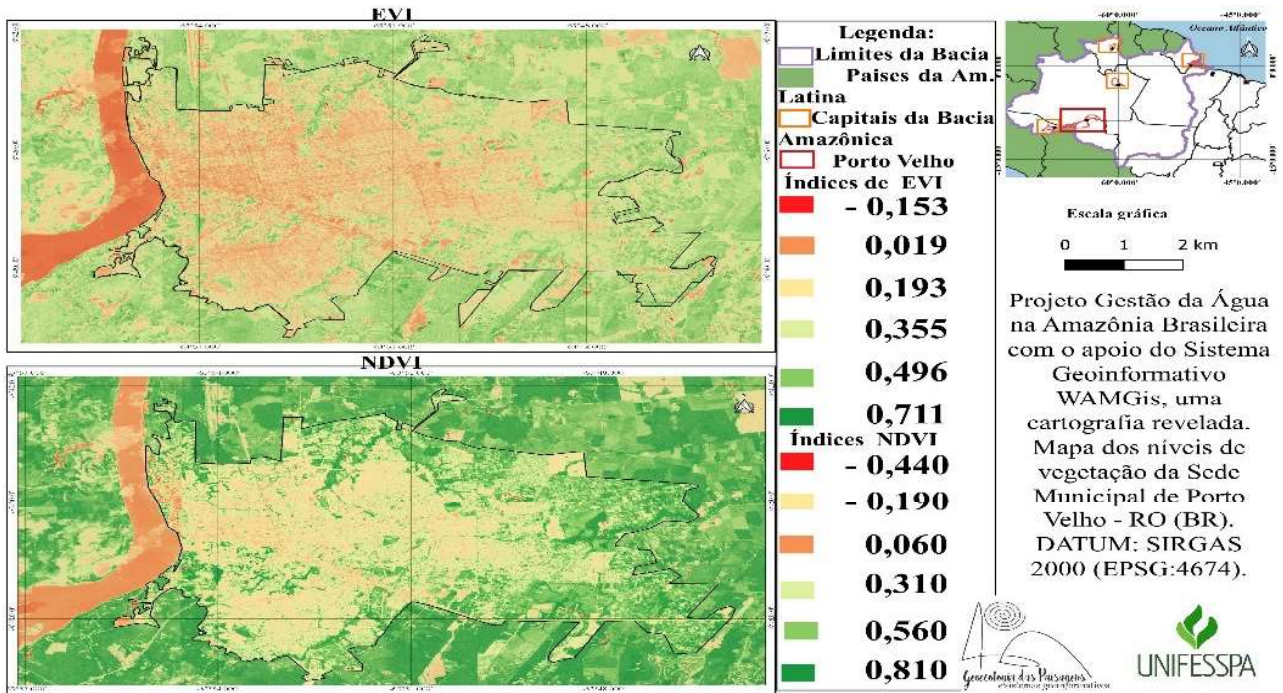 EVI
NDVI
Legenda:
Limites da Bacia
Paises da Am.
Latina
Capitais da Bacia
Amazônica
Porto Velho
Índices de EVI
- 0,153
0,019
0,193
0,355
0,496
0,711
Índices NDVI
- 0,440
- 0,190
0,060
0,310
0,560
0,810
Oceano Atlântico
Escala gráfica
0 1 2 km
Projeto Gestão da Água
na Amazônia Brasileira
com o apoio do Sistema
Geoinformativo
WAMGis, uma
cartografia revelada.
Mapa dos níveis de
vegetação da Sede
Municipal de Porto
Velho - RO (BR).
DATUM: SIRGAS
2000 (EPSG:4674).
Geoecologia das Paisagens
UNIFESSPA